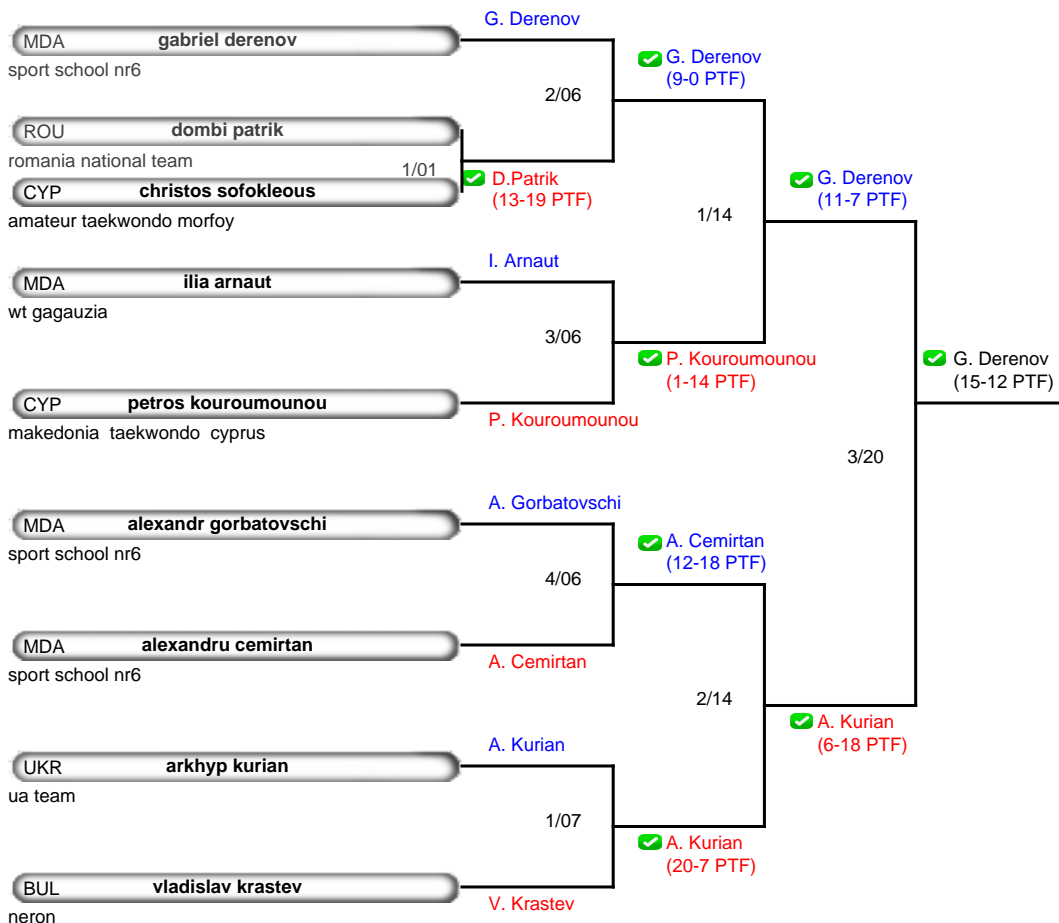 G. Derenov
MDA gabriel derenov
sport school nr6
G. Derenov
(9-0 PTF)
2/06
ROU dombi patrik
romania national team
1/01
D.Patrik
(13-19 PTF)
CYP christos sofokleous
amateur taekwondo morfoy
G. Derenov
(11-7 PTF)
1/14
I. Arnaut
MDA ilia arnaut
wt gagauzia
3/06
P. Kouroumounou
(1-14 PTF)
G. Derenov
(15-12 PTF)
CYP petros kouroumounou
makedonia taekwondo cyprus
P. Kouroumounou
3/20
A. Gorbatovschi
MDA alexandr gorbatovschi
sport school nr6
A. Cemirtan
(12-18 PTF)
4/06
MDA alexandru cemirtan
sport school nr6
A. Cemirtan
2/14
A. Kurian
(6-18 PTF)
A. Kurian
UKR arkhyp kurian
ua team
1/07
A. Kurian
(20-7 PTF)
BUL vladislav krastev
neron
V. Krastev